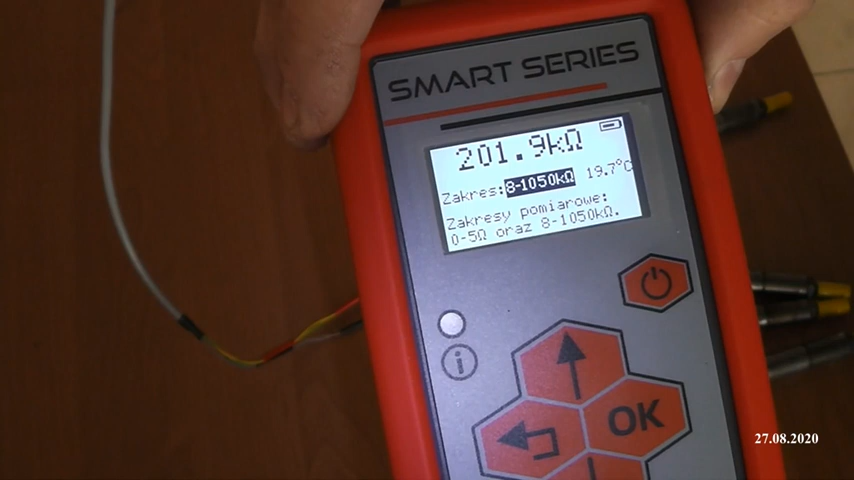 SMART SERIES
201.9kΩ
Zakres: 8-1050kΩ 19.7°C
Zakresy pomiarowe:
0-5Ω oraz 8-1050kΩ.
i
OK
27.08.2020